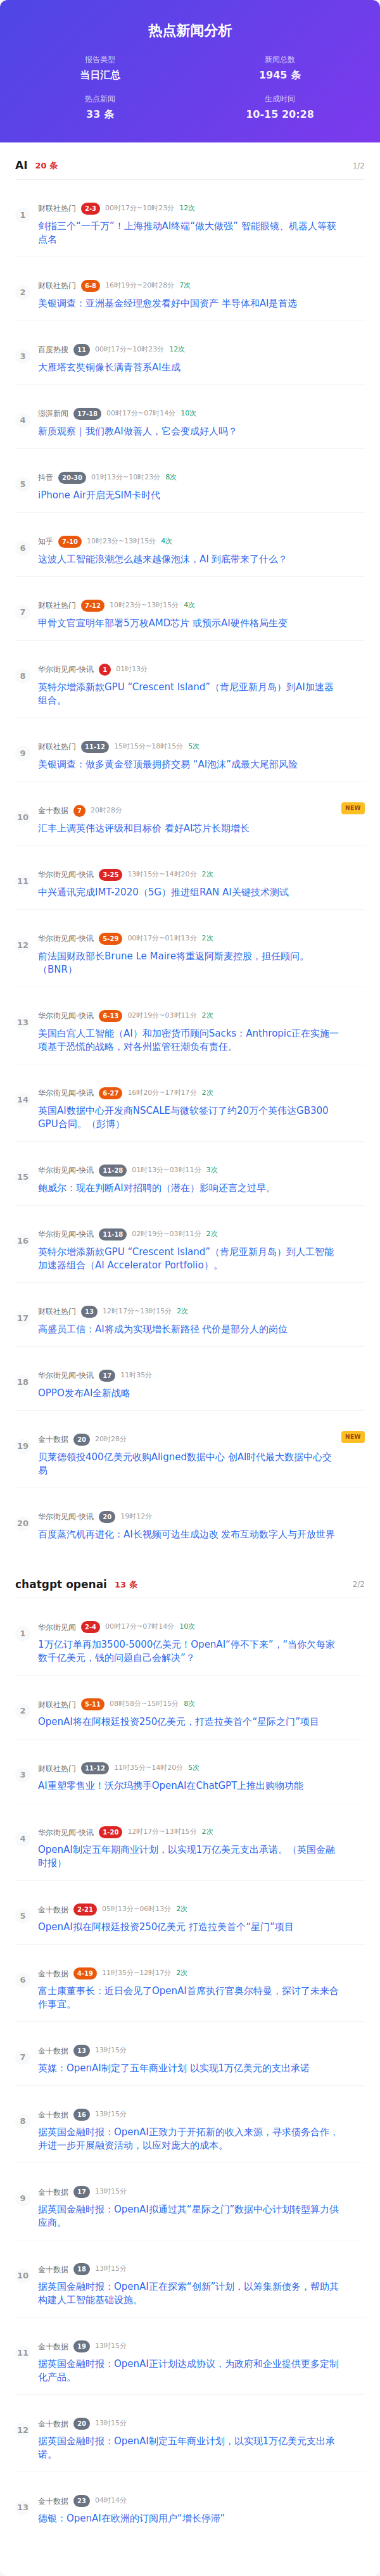 热点新闻分析
报告类型
当日汇总
新闻总数
1945 条
热点新闻
33 条
生成时间
10-15 20:28
AI 20 条 1/2
1
财联社热门 2-3 00时17分~10时23分 12次
剑指三个“一千万”！上海推动AI终端“做大做强” 智能眼镜、机器人等获
点名
2
财联社热门 6-8 16时19分~20时28分 7次
美银调查：亚洲基金经理愈发看好中国资产 半导体和AI是首选
3
百度热搜 11 00时17分~10时23分 12次
大雁塔玄奘铜像长满青苔系AI生成
4
澎湃新闻 17-18 00时17分~07时14分 10次
新质观察｜我们教AI做善人，它会变成好人吗？
5
抖音 20-30 01时13分~10时23分 8次
iPhone Air开启无SIM卡时代
6
知乎 7-10 10时23分~13时15分 4次
这波人工智能浪潮怎么越来越像泡沫，AI 到底带来了什么？
7
财联社热门 7-12 10时23分~13时15分 4次
甲骨文官宣明年部署5万枚AMD芯片 或预示AI硬件格局生变
8
华尔街见闻-快讯 1 01时13分
英特尔增添新款GPU “Crescent Island”（肯尼亚新月岛）到AI加速器
组合。
9
财联社热门 11-12 15时15分~18时15分 5次
美银调查：做多黄金登顶最拥挤交易 “AI泡沫”成最大尾部风险
10
金十数据 7 20时28分 NEW
汇丰上调英伟达评级和目标价 看好AI芯片长期增长
11
华尔街见闻-快讯 3-25 13时15分~14时20分 2次
中兴通讯完成IMT-2020（5G）推进组RAN AI关键技术测试
12
华尔街见闻-快讯 5-29 00时17分~01时13分 2次
前法国财政部长Brune Le Maire将重返阿斯麦控股，担任顾问。
（BNR）
13
华尔街见闻-快讯 6-13 02时19分~03时11分 2次
美国白宫人工智能（AI）和加密货币顾问Sacks：Anthropic正在实施一
项基于恐慌的战略，对各州监管狂潮负有责任。
14
华尔街见闻-快讯 6-27 16时20分~17时17分 2次
英国AI数据中心开发商NSCALE与微软签订了约20万个英伟达GB300
GPU合同。（彭博）
15
华尔街见闻-快讯 11-28 01时13分~03时11分 3次
鲍威尔：现在判断AI对招聘的（潜在）影响还言之过早。
16
华尔街见闻-快讯 11-18 02时19分~03时11分 2次
英特尔增添新款GPU “Crescent Island”（肯尼亚新月岛）到人工智能
加速器组合（AI Accelerator Portfolio）。
17
财联社热门 13 12时17分~13时15分 2次
高盛员工信：AI将成为实现增长新路径 代价是部分人的岗位
18
华尔街见闻-快讯 17 11时35分
OPPO发布AI全新战略
19
金十数据 20 20时28分 NEW
贝莱德领投400亿美元收购Aligned数据中心 创AI时代最大数据中心交
易
20
华尔街见闻-快讯 20 19时12分
百度蒸汽机再进化：AI长视频可边生成边改 发布互动数字人与开放世界
chatgpt openai 13 条 2/2
1
华尔街见闻 2-4 00时17分~07时14分 10次
1万亿订单再加3500-5000亿美元！OpenAI“停不下来”，“当你欠每家
数千亿美元，钱的问题自己会解决”？
2
财联社热门 5-11 08时58分~15时15分 8次
OpenAI将在阿根廷投资250亿美元，打造拉美首个“星际之门”项目
3
财联社热门 11-12 11时35分~14时20分 5次
AI重塑零售业！沃尔玛携手OpenAI在ChatGPT上推出购物功能
4
华尔街见闻-快讯 1-20 12时17分~13时15分 2次
OpenAI制定五年期商业计划，以实现1万亿美元支出承诺。（英国金融
时报）
5
金十数据 2-21 05时13分~06时13分 2次
OpenAI拟在阿根廷投资250亿美元 打造拉美首个“星门”项目
6
金十数据 4-19 11时35分~12时17分 2次
富士康董事长：近日会见了OpenAI首席执行官奥尔特曼，探讨了未来合
作事宜。
7
金十数据 13 13时15分
英媒：OpenAI制定了五年商业计划 以实现1万亿美元的支出承诺
8
金十数据 16 13时15分
据英国金融时报：OpenAI正致力于开拓新的收入来源，寻求债务合作，
并进一步开展融资活动，以应对庞大的成本。
9
金十数据 17 13时15分
据英国金融时报：OpenAI拟通过其“星际之门”数据中心计划转型算力供
应商。
10
金十数据 18 13时15分
据英国金融时报：OpenAI正在探索“创新”计划，以筹集新债务，帮助其
构建人工智能基础设施。
11
金十数据 19 13时15分
据英国金融时报：OpenAI正计划达成协议，为政府和企业提供更多定制
化产品。
12
金十数据 20 13时15分
据英国金融时报：OpenAI制定五年商业计划，以实现1万亿美元支出承
诺。
13
金十数据 23 04时14分
德银：OpenAI在欧洲的订阅用户“增长停滞”